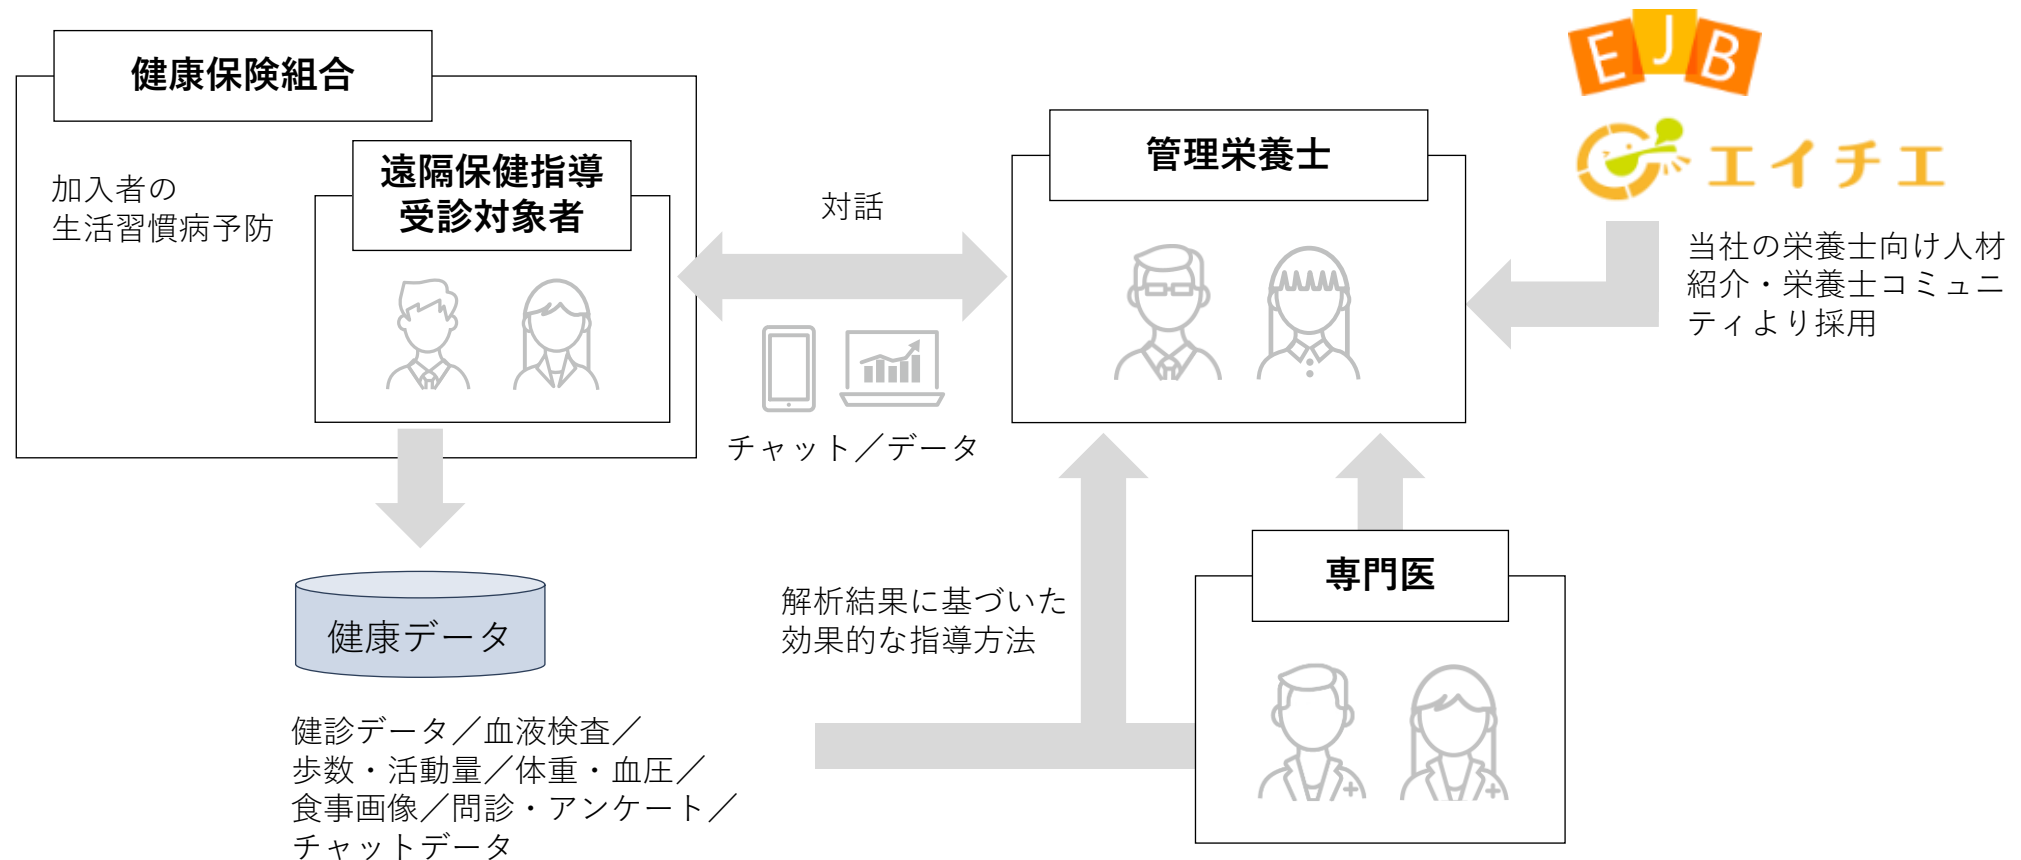 健康保険組合
加入者の
生活習慣病予防
遠隔保健指導
受診対象者
対話
チャット／データ
管理栄養士
EJB
エイチエ
当社の栄養士向け人材
紹介・栄養士コミュニ
ティより採用
健康データ
健診データ／血液検査／
歩数・活動量／体重・血圧／
食事画像／問診・アンケート／
チャットデータ
解析結果に基づいた
効果的な指導方法
専門医